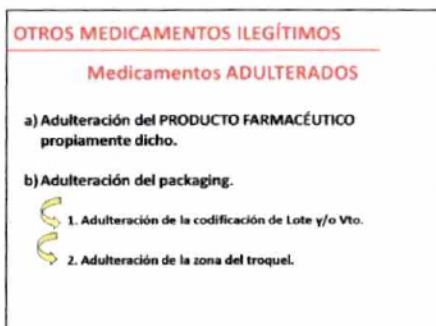 OTROS MEDICAMENTOS ILEGÍTIMOS
Medicamentos ADULTERADOS
a) Adulteración del PRODUCTO FARMACÉUTICO
propiamente dicho.
b) Adulteración del packaging.
1. Adulteración de la codificación de Lote y/o Vto.
2. Adulteración de la zona del troquel.